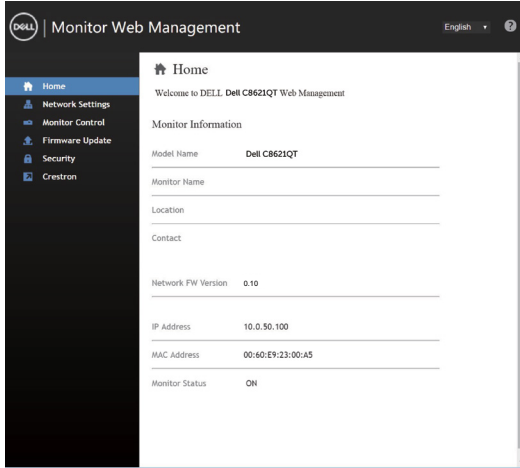 DELL | Monitor Web Management
English
?
Home
Network Settings
Monitor Control
Firmware Update
Security
Crestron
Home
Welcome to DELL Dell C8621QT Web Management
Monitor Information
Model Name Dell C8621QT
Monitor Name
Location
Contact
Network FW Version 0.10
IP Address 10.0.50.100
MAC Address 00:60:E9:23:00:A5
Monitor Status ON